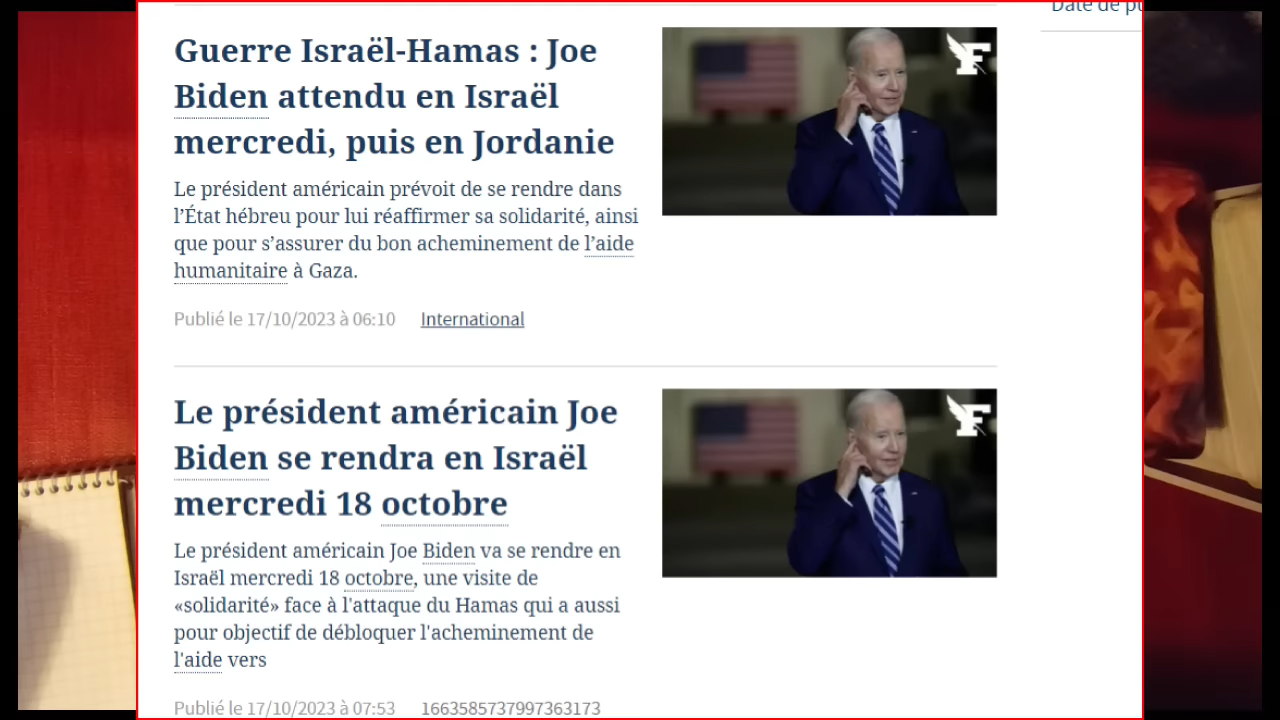 Date de pu
Guerre Israël-Hamas : Joe
Biden attendu en Israël
mercredi, puis en Jordanie
Le président américain prévoit de se rendre dans
l’État hébreu pour lui réaffirmer sa solidarité, ainsi
que pour s’assurer du bon acheminement de l’aide
humanitaire à Gaza.
Publié le 17/10/2023 à 06:10 International
Le président américain Joe
Biden se rendra en Israël
mercredi 18 octobre
Le président américain Joe Biden va se rendre en
Israël mercredi 18 octobre, une visite de
«solidarité» face à l'attaque du Hamas qui a aussi
pour objectif de débloquer l'acheminement de
l'aide vers
Publié le 17/10/2023 à 07:53 1663585737997363173